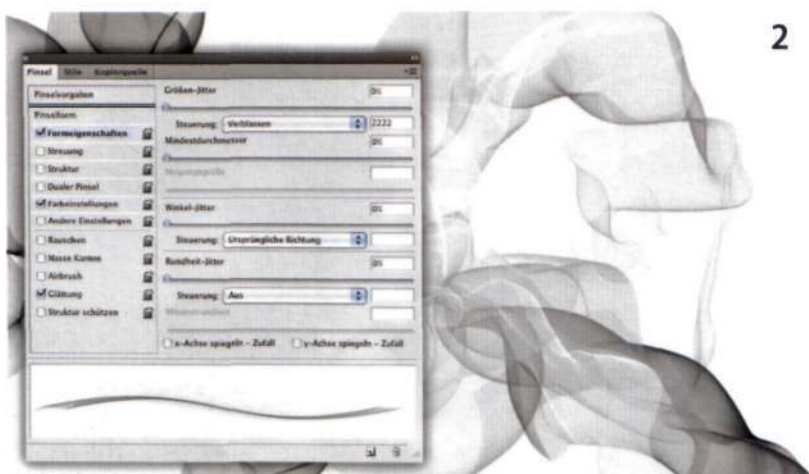 2
Pinsel Stile Kopierquelle
Pinselvorgaben
Pinselform
Formeigenschaften
Streuung
Struktur
Dualer Pinsel
Farbeinstellungen
Andere Einstellungen
Rauschen
Nasse Kanten
Airbrush
Glättung
Struktur schützen
Größen-Jitter 0%
Steuerung: Verblassen 2222
Mindestdurchmesser 0%
Neigungsgröße
Winkel-Jitter 0%
Steuerung: Ursprüngliche Richtung
Rundheit-Jitter 0%
Steuerung: Aus
Mindestrundheit
x-Achse spiegeln – Zufall y-Achse spiegeln – Zufall